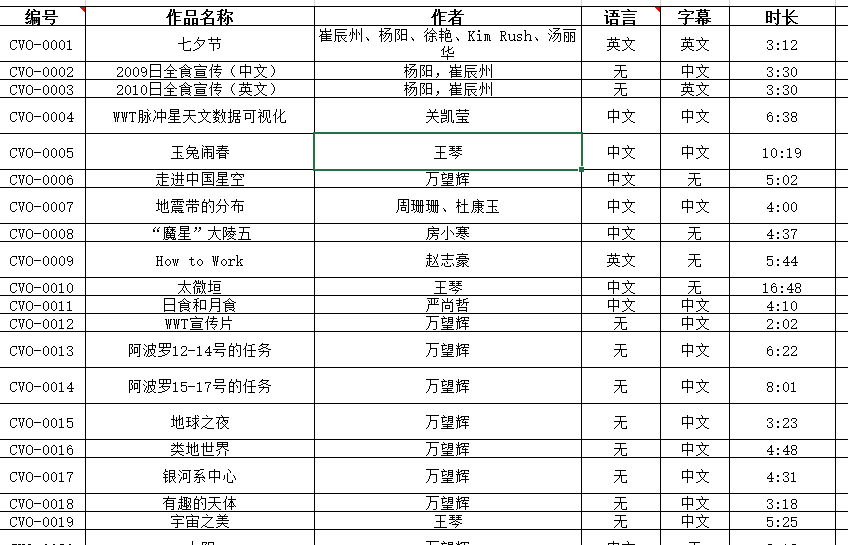 编号 作品名称 作者 语言 字幕 时长
CVO-0001 七夕节 崔辰州、杨阳、徐艳、Kim Rush、汤丽华 英文 英文 3:12
CVO-0002 2009日全食宣传（中文） 杨阳，崔辰州 无 中文 3:30
CVO-0003 2010日全食宣传（英文） 杨阳，崔辰州 无 英文 3:30
CVO-0004 WWT脉冲星天文数据可视化 关凯莹 中文 中文 6:38
CVO-0005 玉兔闹春 王琴 中文 中文 10:19
CVO-0006 走进中国星空 万望辉 中文 无 5:02
CVO-0007 地震带的分布 周珊珊、杜康玉 中文 中文 4:00
CVO-0008 “魔星”大陵五 房小寒 中文 无 4:37
CVO-0009 How to Work 赵志豪 英文 无 5:44
CVO-0010 太微垣 王琴 中文 无 16:48
CVO-0011 日食和月食 严尚哲 中文 中文 4:10
CVO-0012 WWT宣传片 万望辉 无 中文 2:02
CVO-0013 阿波罗12-14号的任务 万望辉 无 中文 6:22
CVO-0014 阿波罗15-17号的任务 万望辉 无 中文 8:01
CVO-0015 地球之夜 万望辉 无 中文 3:23
CVO-0016 类地世界 万望辉 无 中文 4:48
CVO-0017 银河系中心 万望辉 无 中文 4:31
CVO-0018 有趣的天体 万望辉 无 中文 3:18
CVO-0019 宇宙之美 王琴 无 中文 5:25